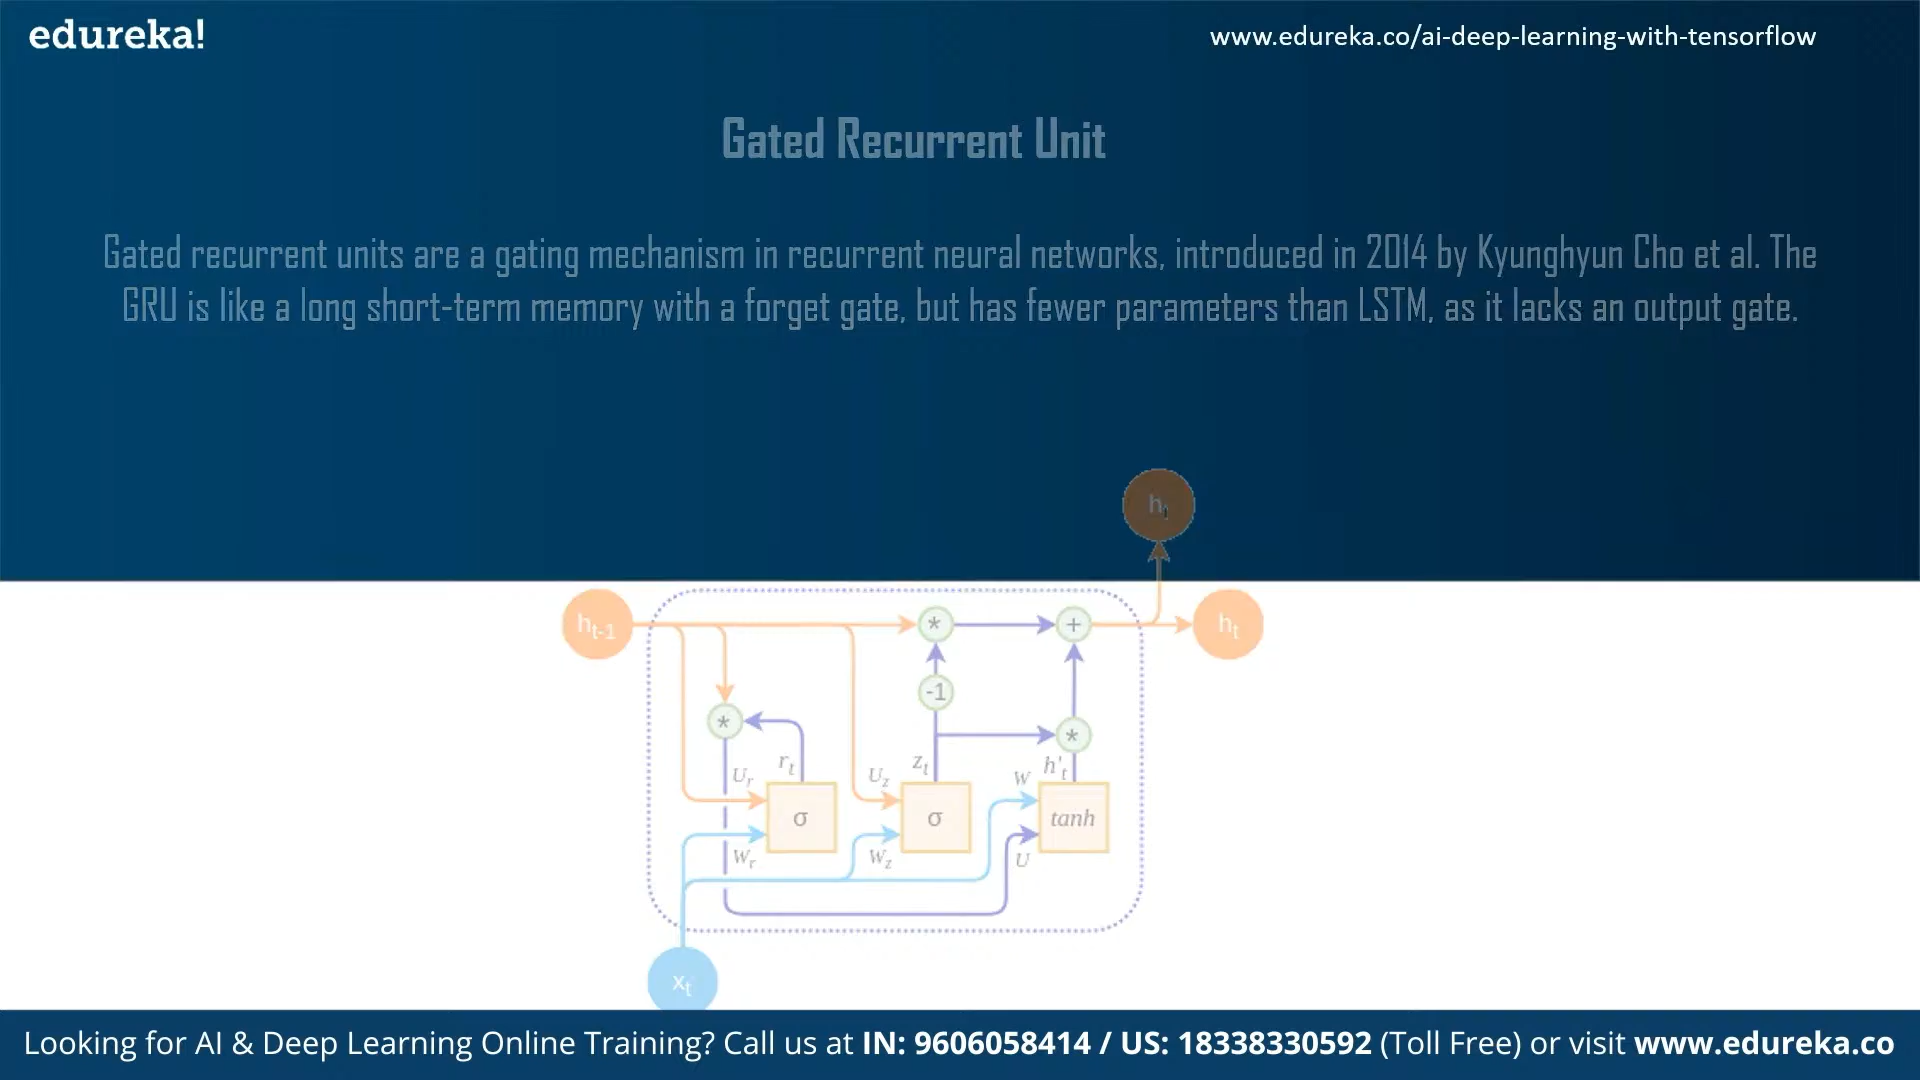 edureka!
www.edureka.co/ai-deep-learning-with-tensorflow
Gated Recurrent Unit
Gated recurrent units are a gating mechanism in recurrent neural networks, introduced in 2014 by Kyunghyun Cho et al. The
GRU is like a long short-term memory with a forget gate, but has fewer parameters than LSTM, as it lacks an output gate.
ht
ht-1
*
+
ht
-1
*
*
rt
zt
h't
Ur
Uz
W
σ
σ
tanh
Wr
Wz
U
xt
Looking for AI & Deep Learning Online Training? Call us at IN: 9606058414 / US: 18338330592 (Toll Free) or visit www.edureka.co